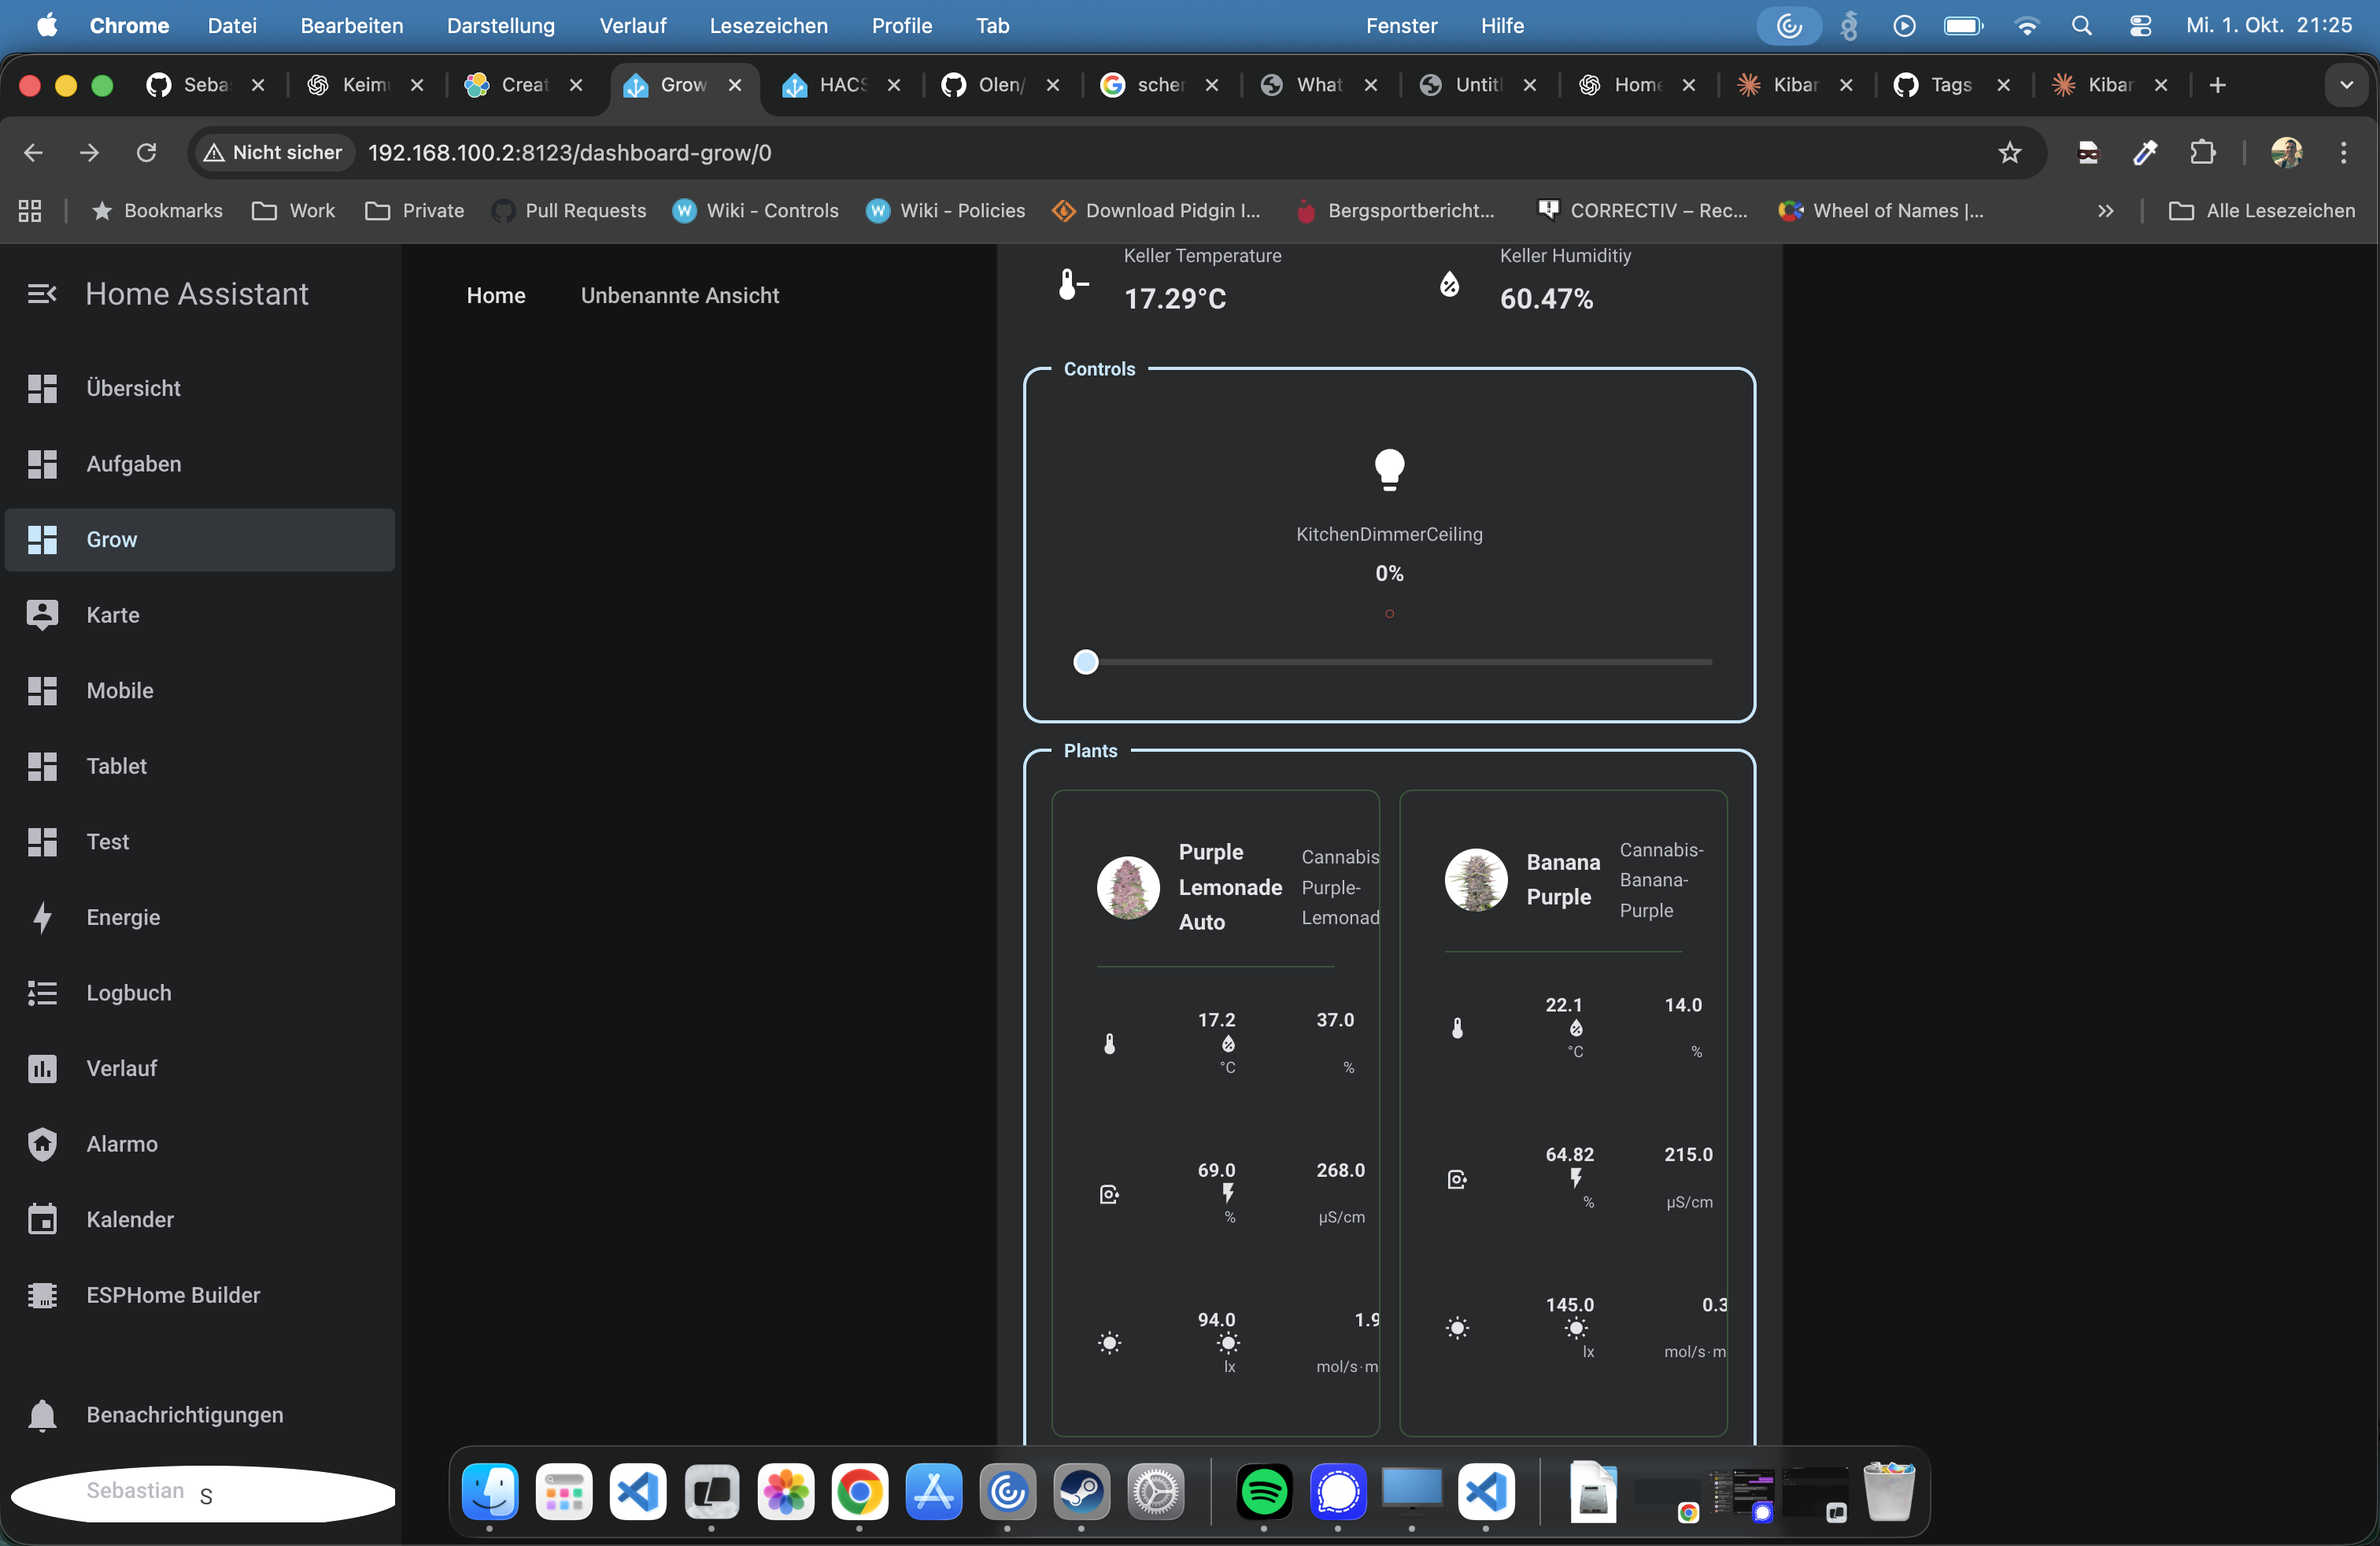 Chrome Datei Bearbeiten Darstellung Verlauf Lesezeichen Profile Tab Fenster Hilfe Mi. 1. Okt. 21:25
Seba Keim Creat Grow HACS Olen/ scher What Untitl Home Kibar Tags Kibar
Nicht sicher 192.168.100.2:8123/dashboard-grow/0
Bookmarks Work Private Pull Requests Wiki - Controls Wiki - Policies Download Pidgin I... Bergsportbericht... CORRECTIV – Rec... Wheel of Names |... Alle Lesezeichen
Home Assistant
Übersicht
Aufgaben
Grow
Karte
Mobile
Tablet
Test
Energie
Logbuch
Verlauf
Alarmo
Kalender
ESPHome Builder
Benachrichtigungen
Sebastian S
Home Unbenannte Ansicht
Keller Temperature
17.29°C
Keller Humiditiy
60.47%
Controls
KitchenDimmerCeiling
0%
Plants
Purple
Lemonade
Auto
Cannabis
Purple-
Lemonad
17.2
°C
37.0
%
69.0
%
268.0
µS/cm
94.0
lx
1.9
mol/s·m
Banana
Purple
Cannabis-
Banana-
Purple
22.1
°C
14.0
%
64.82
%
215.0
µS/cm
145.0
lx
0.3
mol/s·m